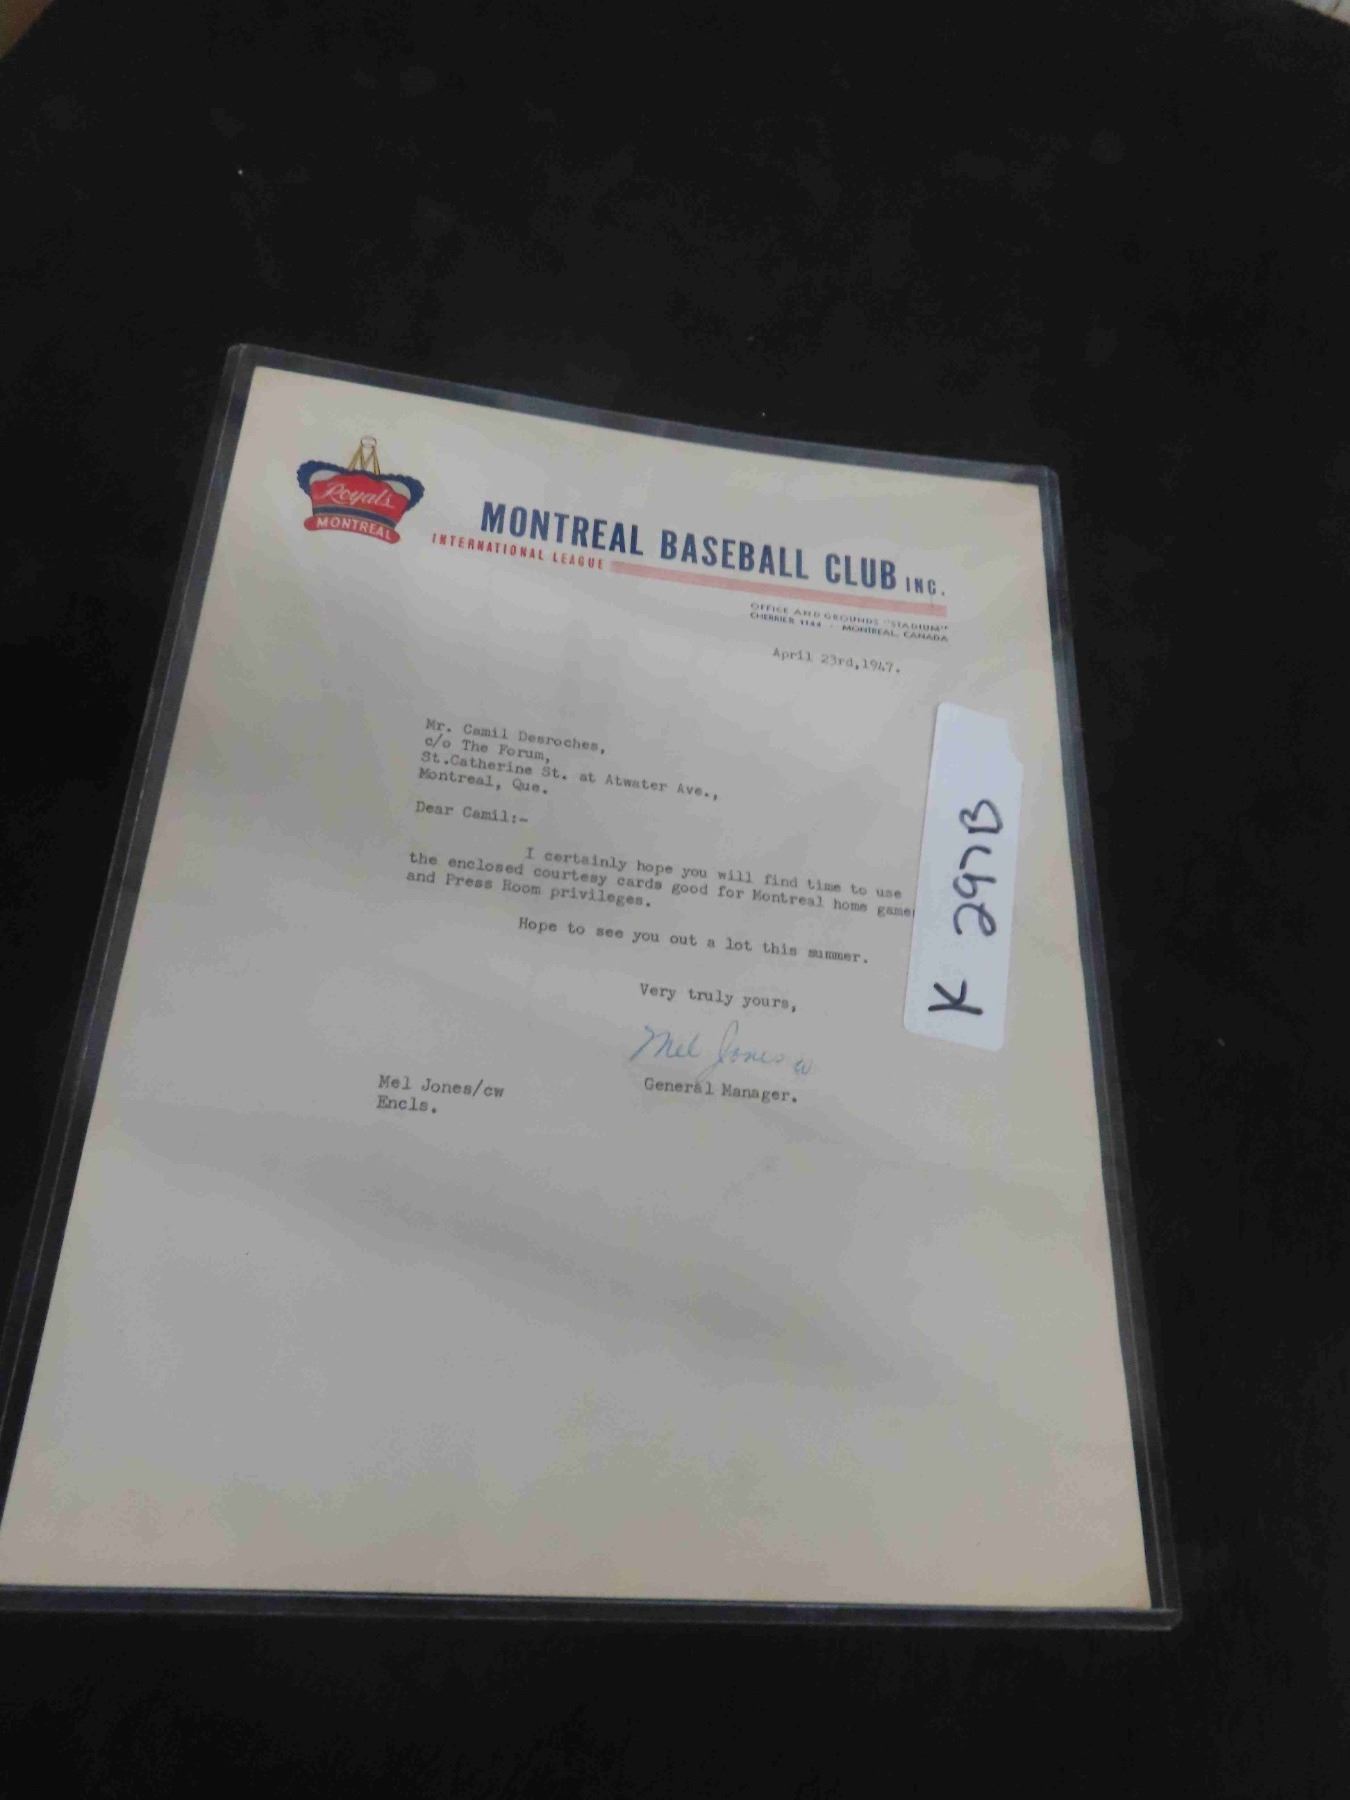 Royals
MONTREAL
MONTREAL BASEBALL CLUB INC.
INTERNATIONAL LEAGUE
OFFICE AND GROUNDS "STADIUM"
CHERRIER 1144 - MONTREAL, CANADA
April 23rd,1947.
Mr. Camil Desroches,
c/o The Forum,
St.Catherine St. at Atwater Ave.,
Montreal, Que.
Dear Camil:-
I certainly hope you will find time to use
the enclosed courtesy cards good for Montreal home game
and Press Room privileges.
Hope to see you out a lot this summer.
Very truly yours,
Mel Jones
General Manager.
Mel Jones/cw
Encls.
K 297B